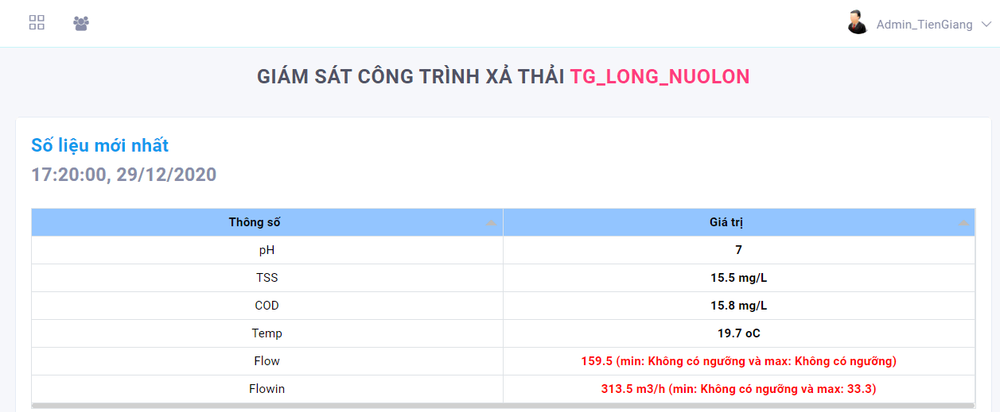 Admin_TienGiang
GIÁM SÁT CÔNG TRÌNH XẢ THẢI TG_LONG_NUOLON
Số liệu mới nhất
17:20:00, 29/12/2020
Thông số Giá trị
pH 7
TSS 15.5 mg/L
COD 15.8 mg/L
Temp 19.7 oC
Flow 159.5 (min: Không có ngưỡng và max: Không có ngưỡng)
Flowin 313.5 m3/h (min: Không có ngưỡng và max: 33.3)